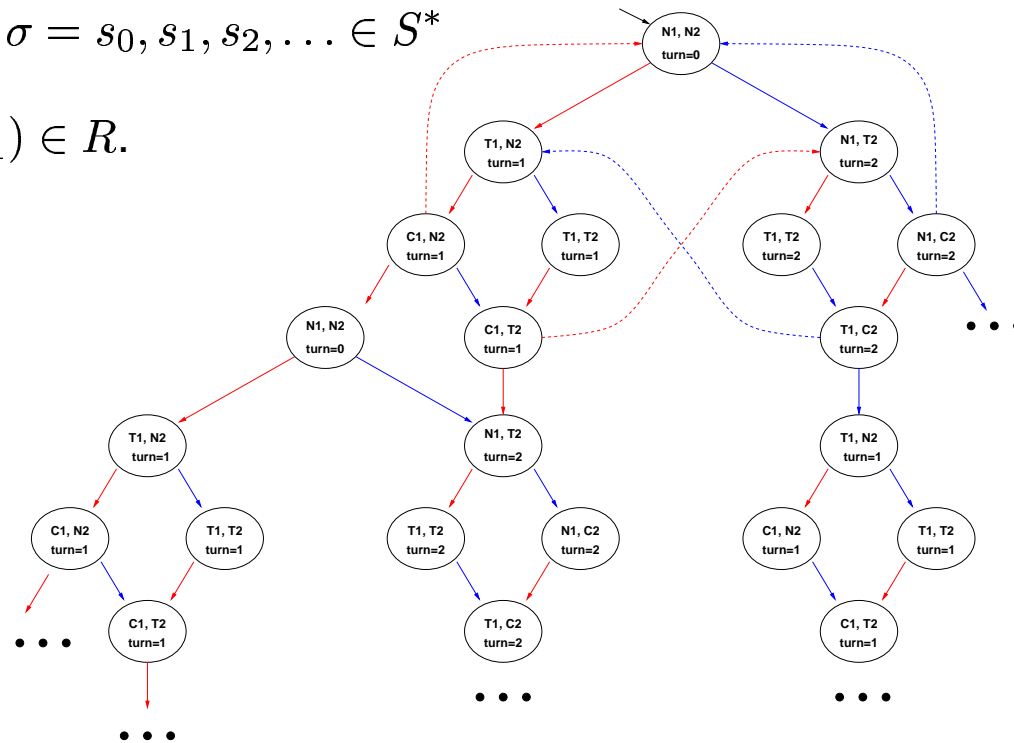 σ = s₀, s₁, s₂, … ∈ S*
) ∈ R.
N1, N2
turn=0
T1, N2
turn=1
N1, T2
turn=2
C1, N2
turn=1
T1, T2
turn=1
T1, T2
turn=2
N1, C2
turn=2
N1, N2
turn=0
C1, T2
turn=1
T1, C2
turn=2
• • •
T1, N2
turn=1
N1, T2
turn=2
T1, N2
turn=1
C1, N2
turn=1
T1, T2
turn=1
T1, T2
turn=2
N1, C2
turn=2
C1, N2
turn=1
T1, T2
turn=1
• • •
C1, T2
turn=1
T1, C2
turn=2
C1, T2
turn=1
• • •
• • •
• • •